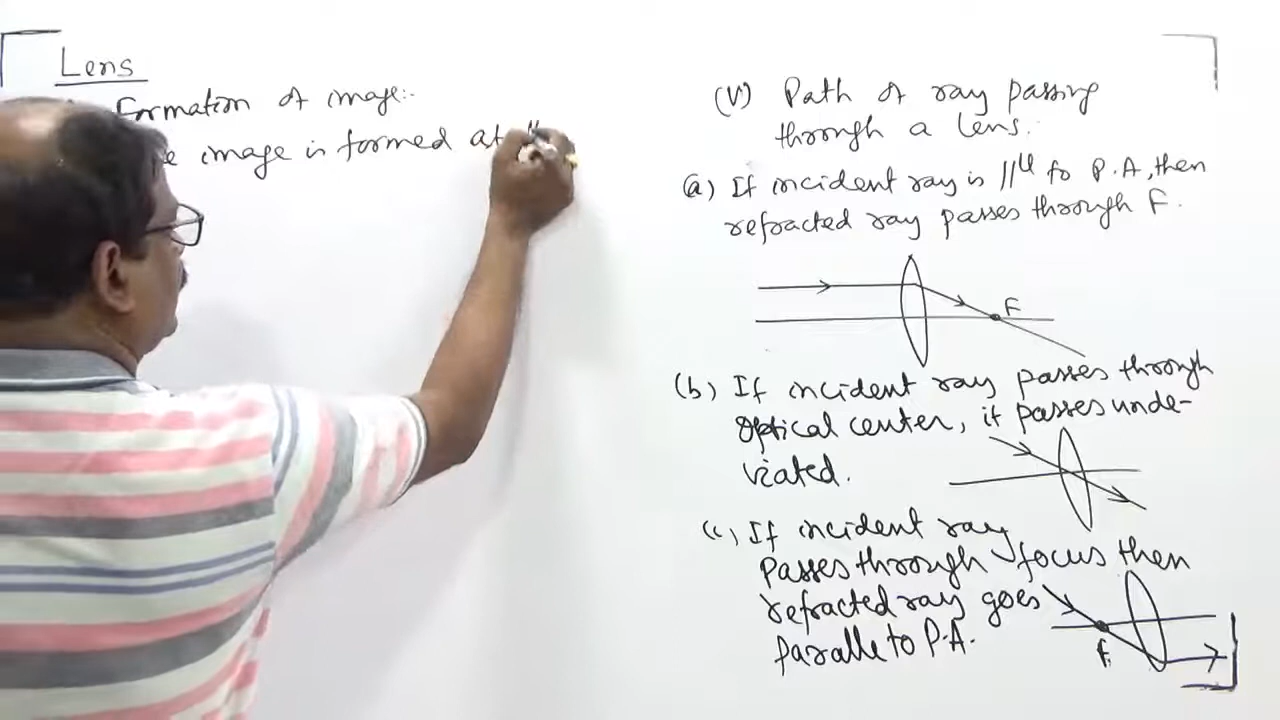 Lens
Formation of image:-
image is formed at
(V) Path of ray passing
through a lens.
(a) If incident ray is //ll to P.A, then
refracted ray passes through F.
F
(b) If incident ray passes through
optical center, it passes unde-
viated.
(c) If incident ray
passes through focus then
refracted ray goes
paralle to P.A.
F